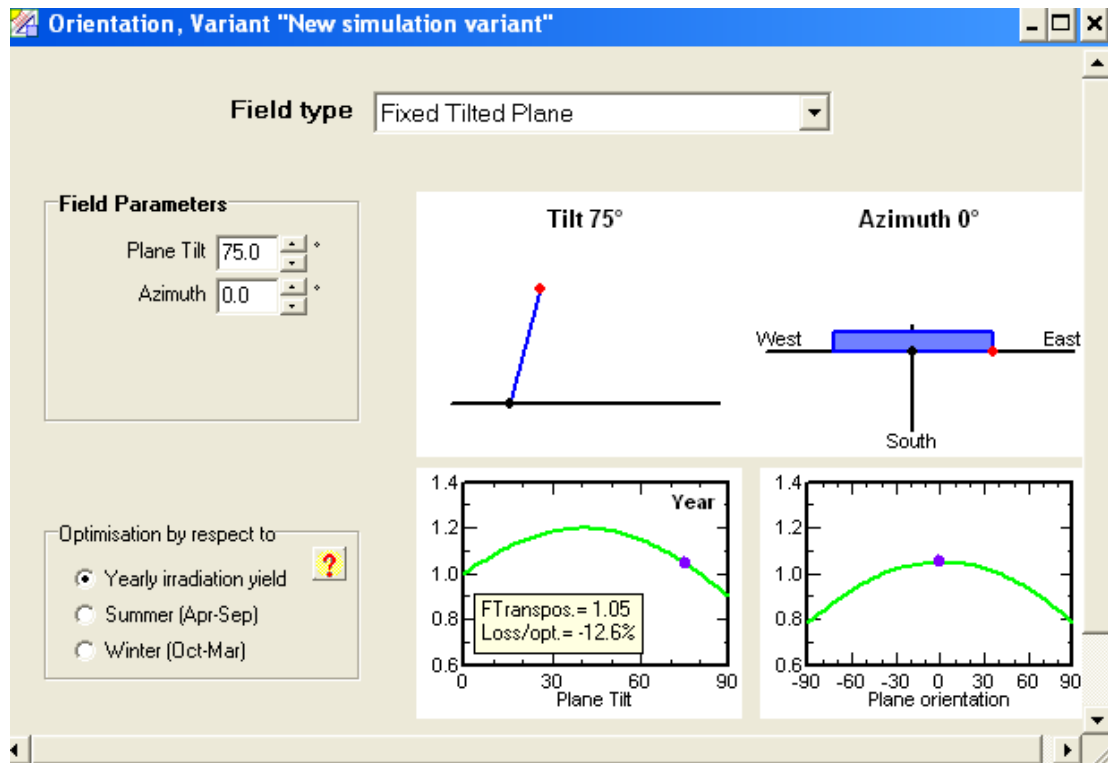 Orientation, Variant "New simulation variant"
Field type Fixed Tilted Plane
Field Parameters
Plane Tilt 75.0 °
Azimuth 0.0 °
Tilt 75°
Azimuth 0°
West East
South
Optimisation by respect to
?
Yearly irradiation yield
Summer (Apr-Sep)
Winter (Oct-Mar)
1.4
1.2
1.0
0.8
0.6
Year
FTranspos.= 1.05
Loss/opt.= -12.6%
0 30 60 90
Plane Tilt
1.4
1.2
1.0
0.8
0.6
-90 -60 -30 0 30 60 90
Plane orientation